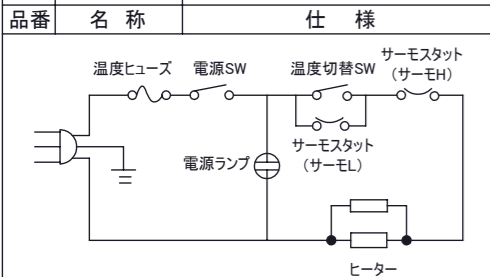 品番 名称 仕様
温度ヒューズ 電源SW 温度切替SW サーモスタット
（サーモH）
電源ランプ サーモスタット
（サーモL）
ヒーター